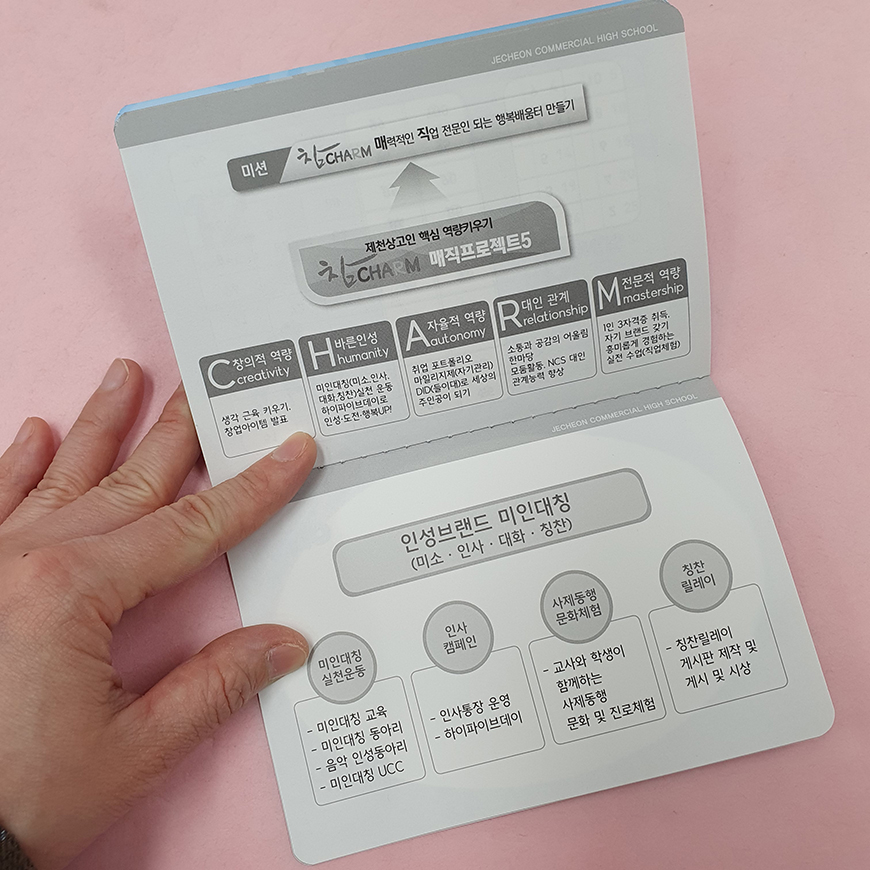 JECHEON COMMERCIAL HIGH SCHOOL
미션 참CHARM 매력적인 직업 전문인 되는 행복배움터 만들기
제천상고인 핵심 역량키우기
참CHARM 매직프로젝트5
C 창의적 역량
creativity
생각 근육 키우기.
창업아이템 발표
H 바른인성
humanity
미인대칭(미소.인사.
대화.칭찬)실천 운동
하이파이브데이로
인성·도전·행복UP!
A 자율적 역량
autonomy
취업 포트폴리오
마일리지제(자기관리)
DID(들이대)로 세상의
주인공이 되기
R 대인 관계
relationship
소통과 공감의 어울림
한마당
모둠활동, NCS 대인
관계능력 향상
M 전문적 역량
mastership
1인 3자격증 취득.
자기 브랜드 갖기
흥미롭게 경험하는
실전 수업(직업체험)
JECHEON COMMERCIAL HIGH SCHOOL
인성브랜드 미인대칭
(미소 · 인사 · 대화 · 칭찬)
미인대칭
실천운동
- 미인대칭 교육
- 미인대칭 동아리
- 음악 인성동아리
- 미인대칭 UCC
인사
캠페인
- 인사통장 운영
- 하이파이브데이
사제동행
문화체험
- 교사와 학생이
함께하는
사제동행
문화 및 진로체험
칭찬
릴레이
- 칭찬릴레이
게시판 제작 및
게시 및 시상